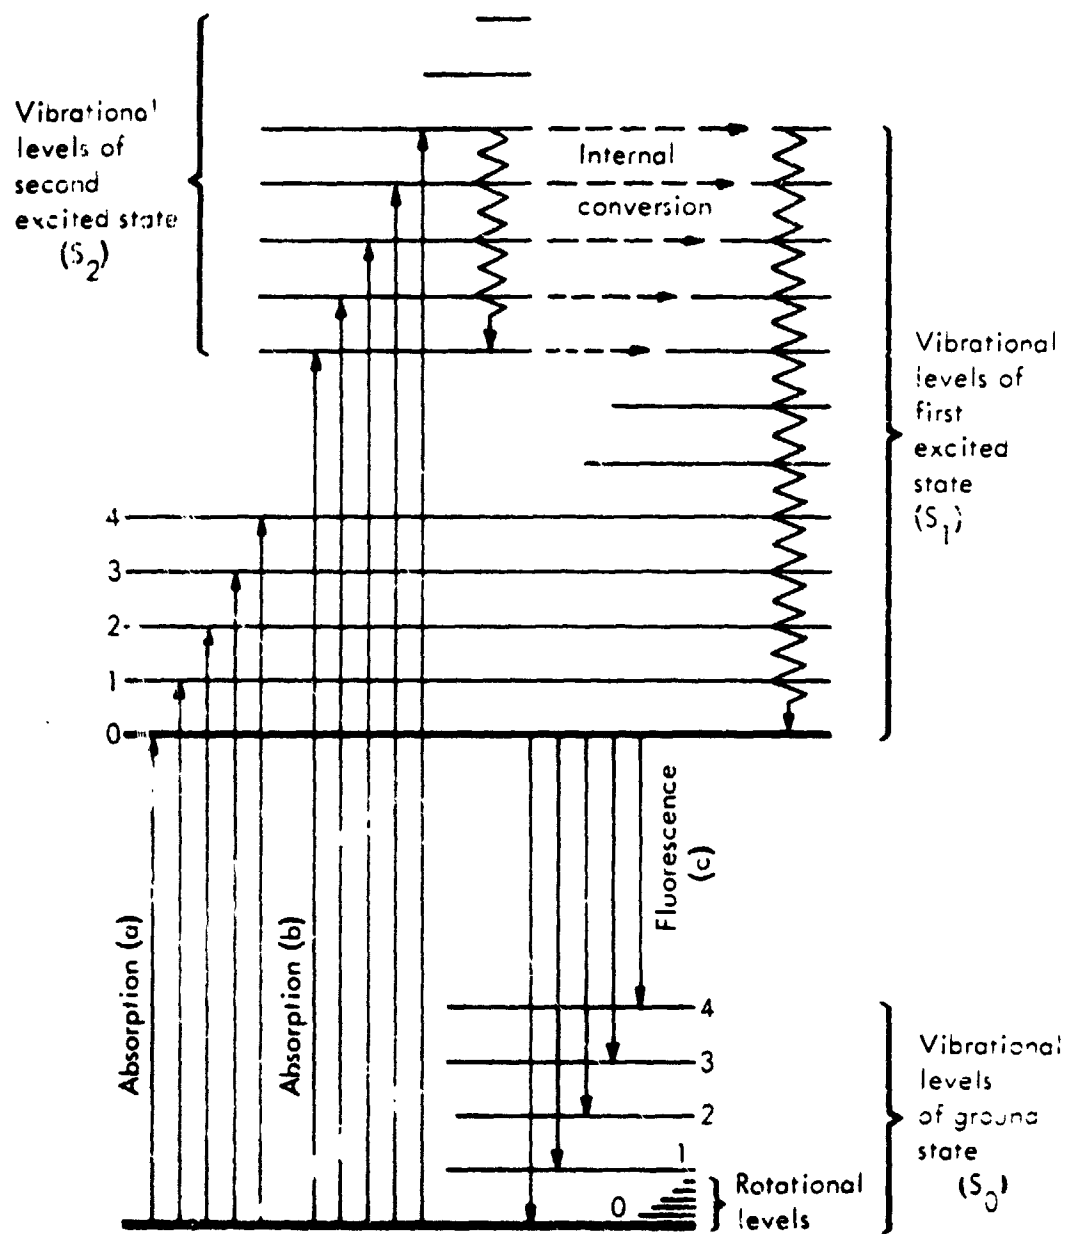 Vibrational
levels of
second
excited state
(S2)
Internal
conversion
Vibrational
levels of
first
excited
state
(S1)
4
3
2
1
0
Absorption (a)
Absorption (b)
Fluorescence
(c)
4
3
2
1
0
Rotational
levels
Vibrational
levels
of ground
state
(S0)